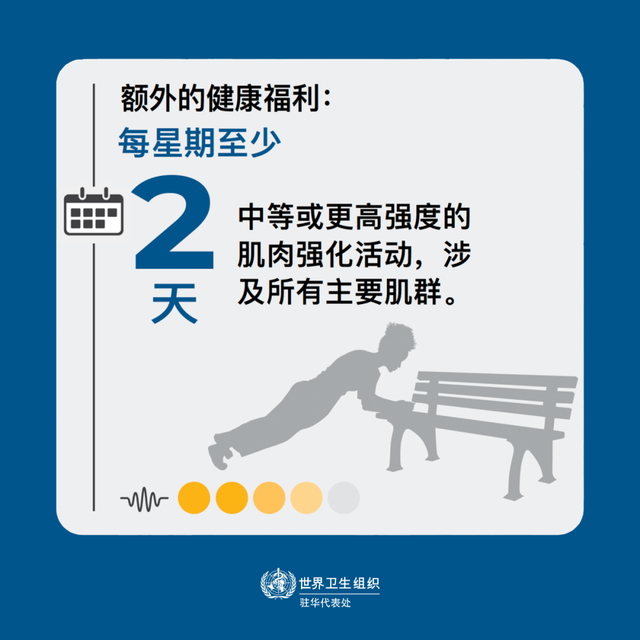 额外的健康福利：
每星期至少
2
天
中等或更高强度的
肌肉强化活动，涉
及所有主要肌群。
世界卫生组织
驻华代表处